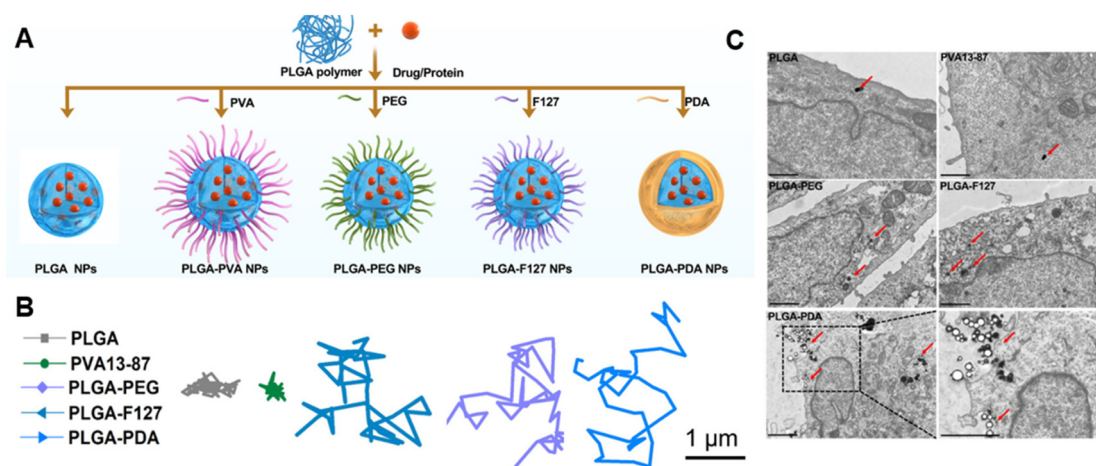 A
PLGA polymer
+
Drug/Protein
PVA
PEG
F127
PDA
PLGA NPs
PLGA-PVA NPs
PLGA-PEG NPs
PLGA-F127 NPs
PLGA-PDA NPs
B
PLGA
PVA13-87
PLGA-PEG
PLGA-F127
PLGA-PDA
1 μm
C
PLGA
PVA13-87
PLGA-PEG
PLGA-F127
PLGA-PDA